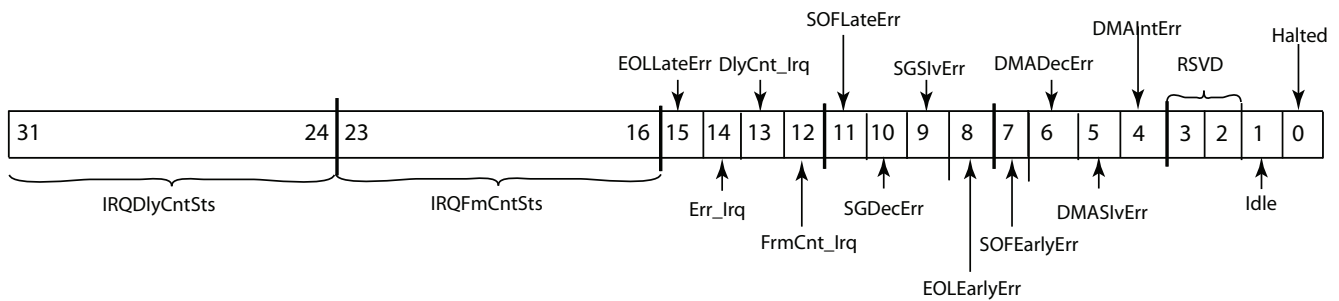 SOFLateErr
DMAIntErr
Halted
EOLLateErr DlyCnt_Irq SGSlvErr DMADecErr RSVD
31 24 23 16 15 14 13 12 11 10 9 8 7 6 5 4 3 2 1 0
IRQDlyCntSts IRQFmCntSts Err_Irq SGDecErr DMASlvErr Idle
FrmCnt_Irq SOFEarlyErr
EOLEarlyErr